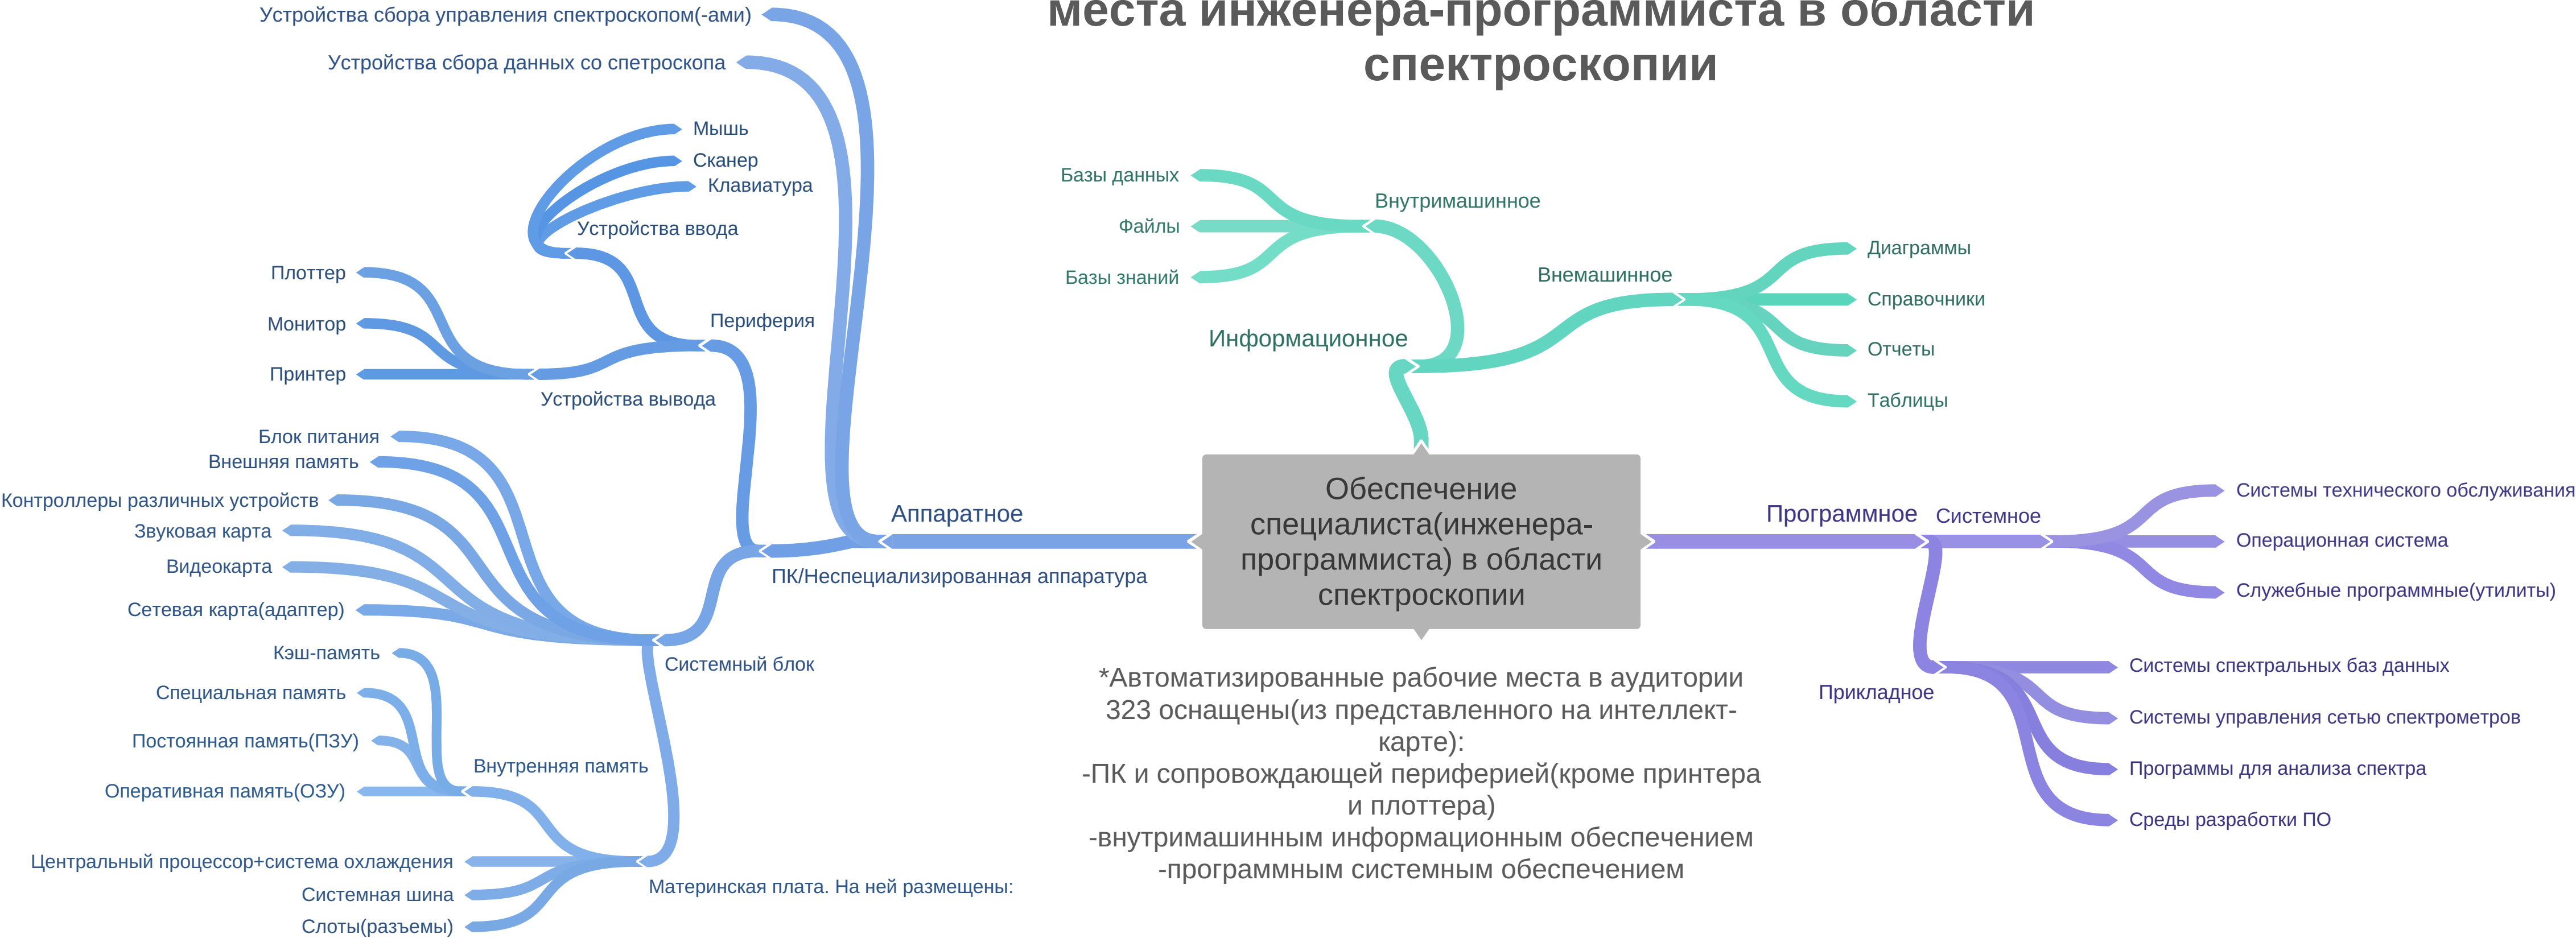 места инженера-программиста в области
спектроскопии
Устройства сбора управления спектроскопом(-ами)
Устройства сбора данных со спетроскопа
Мышь
Сканер
Клавиатура
Устройства ввода
Плоттер
Монитор
Принтер
Периферия
Устройства вывода
Блок питания
Внешняя память
Контроллеры различных устройств
Звуковая карта
Видеокарта
Сетевая карта(адаптер)
Аппаратное
ПК/Неспециализированная аппаратура
Системный блок
Кэш-память
Специальная память
Постоянная память(ПЗУ)
Оперативная память(ОЗУ)
Внутренняя память
Центральный процессор+система охлаждения
Системная шина
Слоты(разъемы)
Материнская плата. На ней размещены:
Базы данных
Файлы
Базы знаний
Внутримашинное
Информационное
Внемашинное
Диаграммы
Справочники
Отчеты
Таблицы
Обеспечение
специалиста(инженера-
программиста) в области
спектроскопии
Программное
Системное
Системы технического обслуживания
Операционная система
Служебные программные(утилиты)
Прикладное
Системы спектральных баз данных
Системы управления сетью спектрометров
Программы для анализа спектра
Среды разработки ПО
*Автоматизированные рабочие места в аудитории
323 оснащены(из представленного на интеллект-
карте):
-ПК и сопровождающей периферией(кроме принтера
и плоттера)
-внутримашинным информационным обеспечением
-программным системным обеспечением